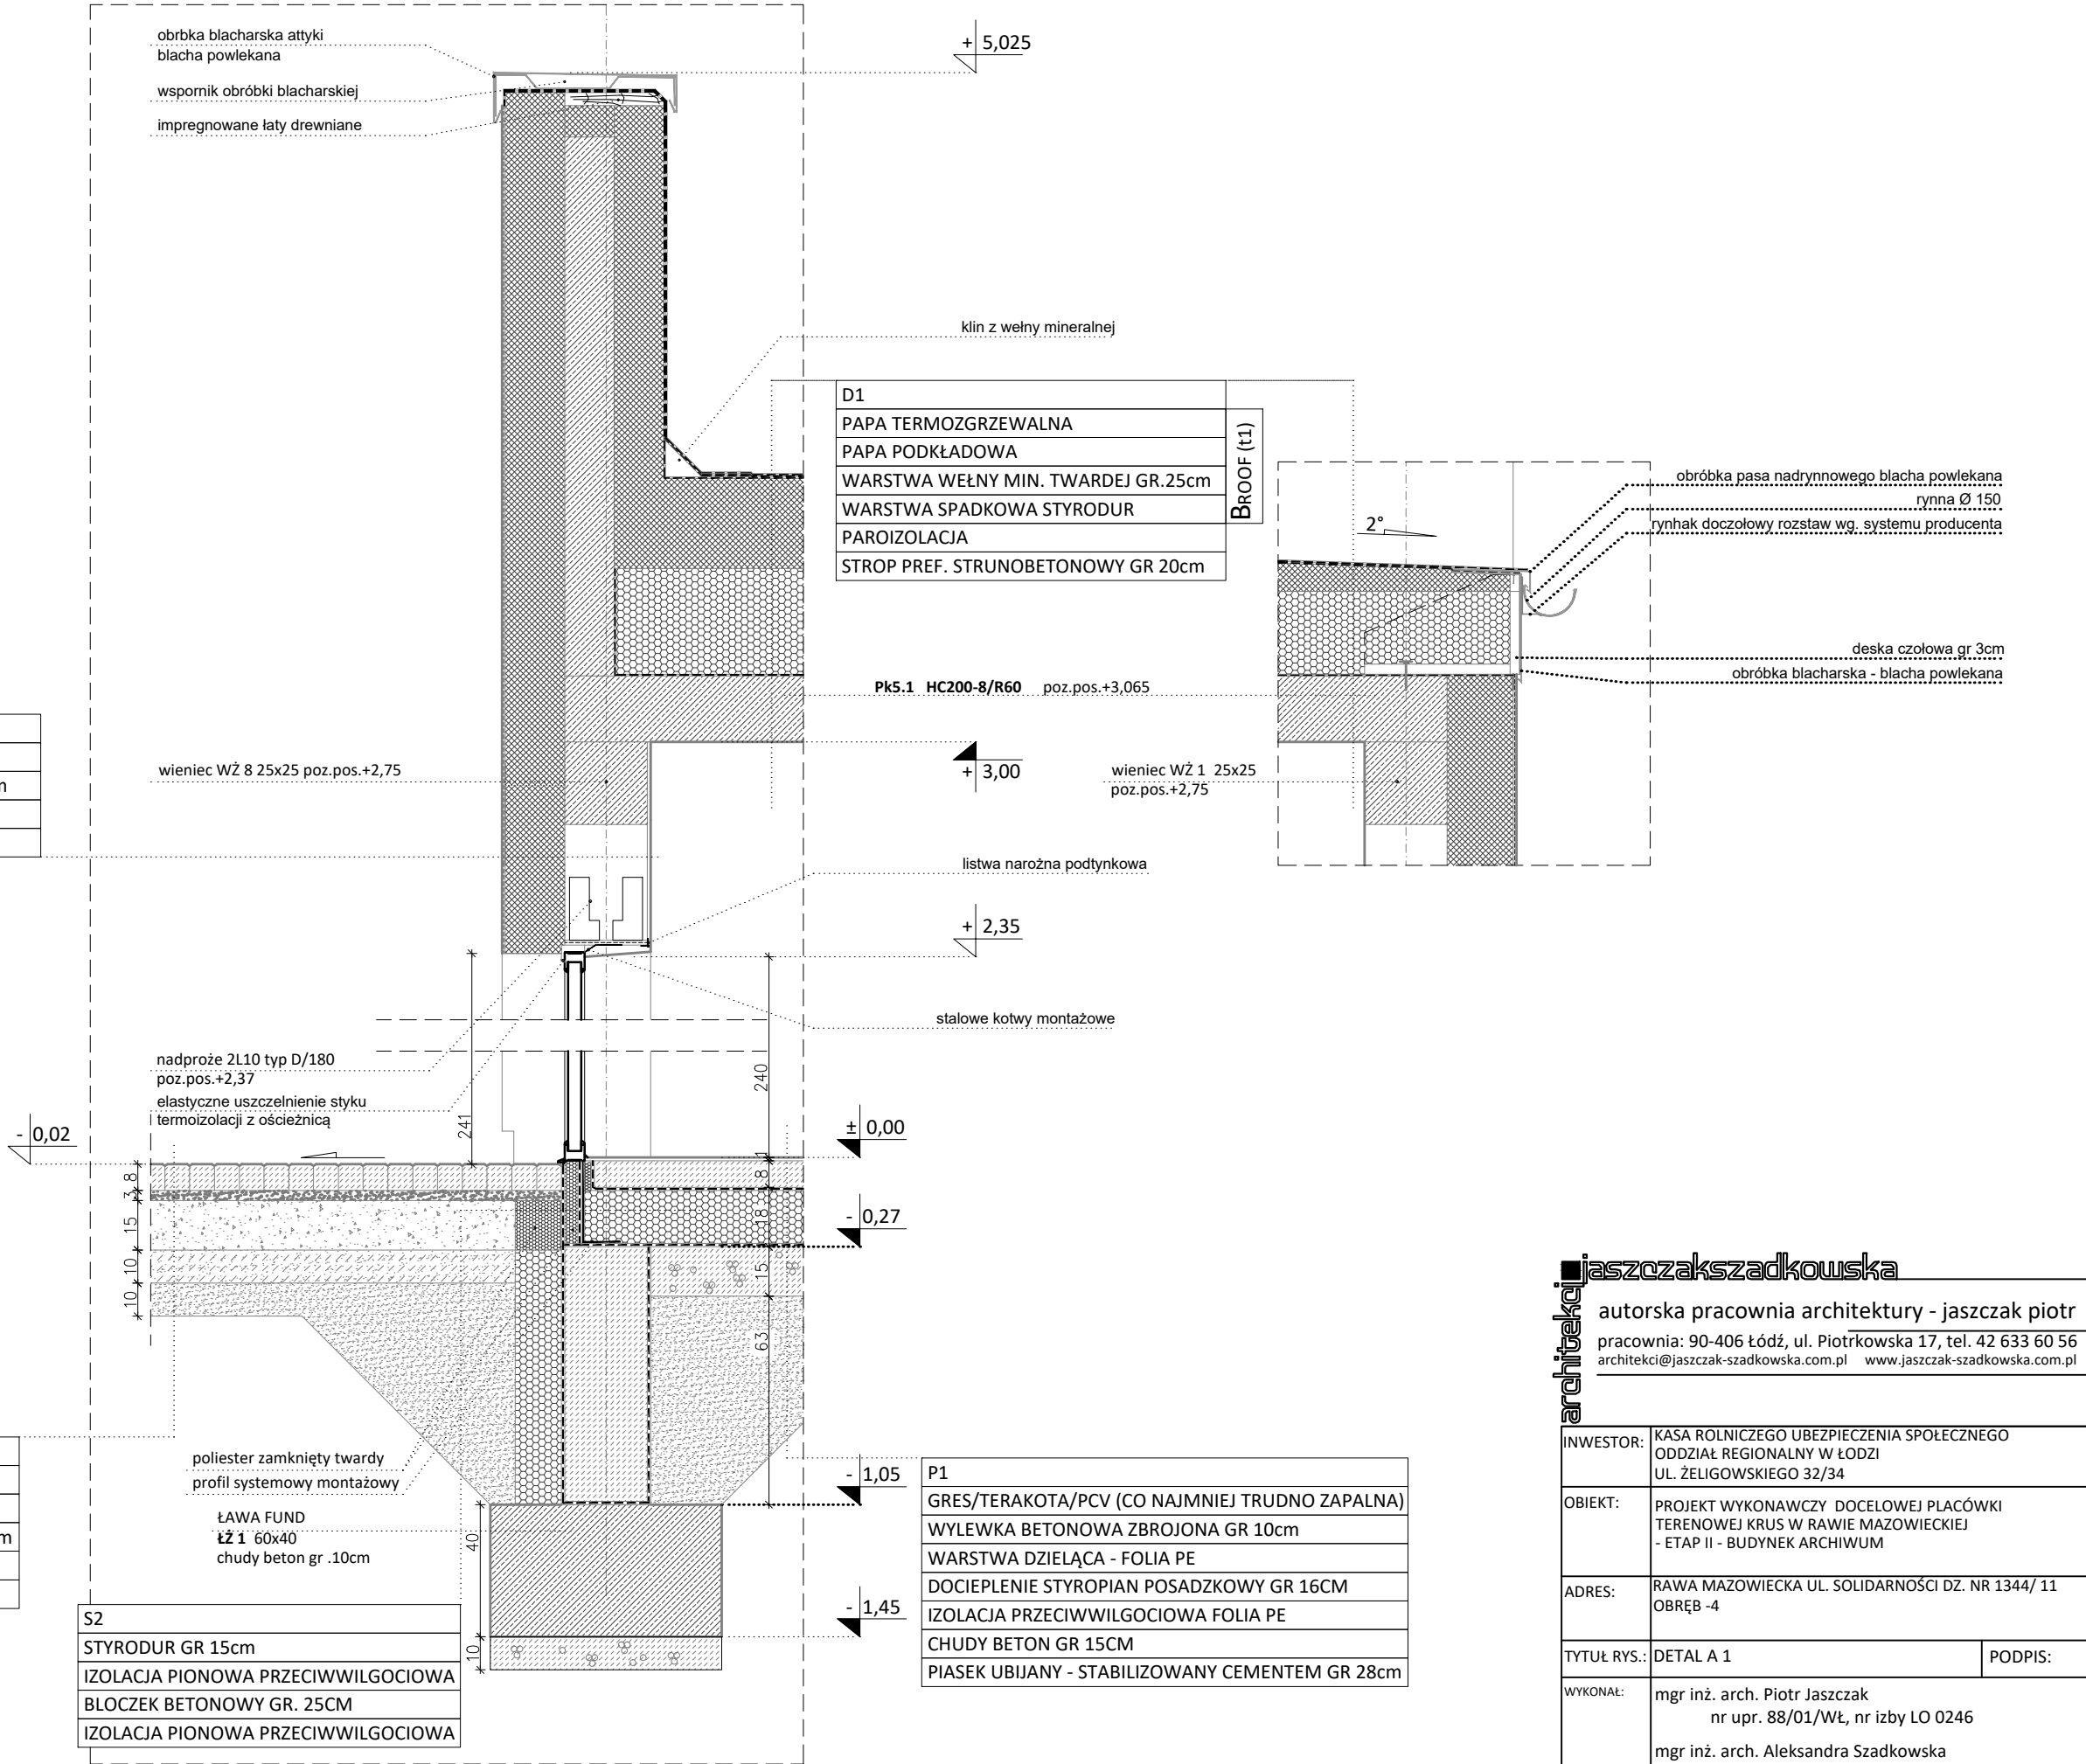 obrbka blacharska attyki
blacha powlekana
wspornik obróbki blacharskiej
impregnowane łaty drewniane
+ 5,025
klin z wełny mineralnej
D1
PAPA TERMOZGRZEWALNA
PAPA PODKŁADOWA
WARSTWA WEŁNY MIN. TWARDEJ GR.25cm
WARSTWA SPADKOWA STYRODUR
PAROIZOLACJA
STROP PREF. STRUNOBETONOWY GR 20cm
BROOF (t1)
2°
obróbka pasa nadrynnowego blacha powlekana
rynna Ø 150
rynhak doczołowy rozstaw wg. systemu producenta
deska czołowa gr 3cm
obróbka blacharska - blacha powlekana
Pk5.1 HC200-8/R60 poz.pos.+3,065
m
wieniec WŻ 8 25x25 poz.pos.+2,75
+ 3,00
wieniec WŻ 1 25x25
poz.pos.+2,75
listwa narożna podtynkowa
+ 2,35
stalowe kotwy montażowe
nadproże 2L10 typ D/180
poz.pos.+2,37
elastyczne uszczelnienie styku
termoizolacji z ościeżnicą
241
240
- 0,02
± 0,00
1
8
18
15
63
- 0,27
8
3
15
10
10
poliester zamknięty twardy
profil systemowy montażowy
ŁAWA FUND
ŁŻ 1 60x40
chudy beton gr .10cm
40
10
- 1,05
- 1,45
m
S2
STYRODUR GR 15cm
IZOLACJA PIONOWA PRZECIWWILGOCIOWA
BLOCZEK BETONOWY GR. 25CM
IZOLACJA PIONOWA PRZECIWWILGOCIOWA
P1
GRES/TERAKOTA/PCV (CO NAJMNIEJ TRUDNO ZAPALNA)
WYLEWKA BETONOWA ZBROJONA GR 10cm
WARSTWA DZIELĄCA - FOLIA PE
DOCIEPLENIE STYROPIAN POSADZKOWY GR 16CM
IZOLACJA PRZECIWWILGOCIOWA FOLIA PE
CHUDY BETON GR 15CM
PIASEK UBIJANY - STABILIZOWANY CEMENTEM GR 28cm
jaszczakszadkowska
architekci
autorska pracownia architektury - jaszczak piotr
pracownia: 90-406 Łódź, ul. Piotrkowska 17, tel. 42 633 60 56
architekci@jaszczak-szadkowska.com.pl www.jaszczak-szadkowska.com.pl
INWESTOR: KASA ROLNICZEGO UBEZPIECZENIA SPOŁECZNEGO
ODDZIAŁ REGIONALNY W ŁODZI
UL. ŻELIGOWSKIEGO 32/34
OBIEKT: PROJEKT WYKONAWCZY DOCELOWEJ PLACÓWKI
TERENOWEJ KRUS W RAWIE MAZOWIECKIEJ
- ETAP II - BUDYNEK ARCHIWUM
ADRES: RAWA MAZOWIECKA UL. SOLIDARNOŚCI DZ. NR 1344/ 11
OBRĘB -4
TYTUŁ RYS.: DETAL A 1 PODPIS:
WYKONAŁ: mgr inż. arch. Piotr Jaszczak
nr upr. 88/01/WŁ, nr izby LO 0246
mgr inż. arch. Aleksandra Szadkowska